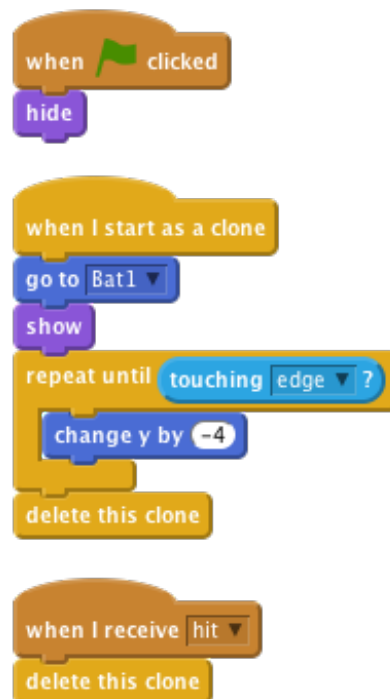 when clicked
hide
when I start as a clone
go to Bat1
show
repeat until touching edge ?
change y by -4
delete this clone
when I receive hit
delete this clone